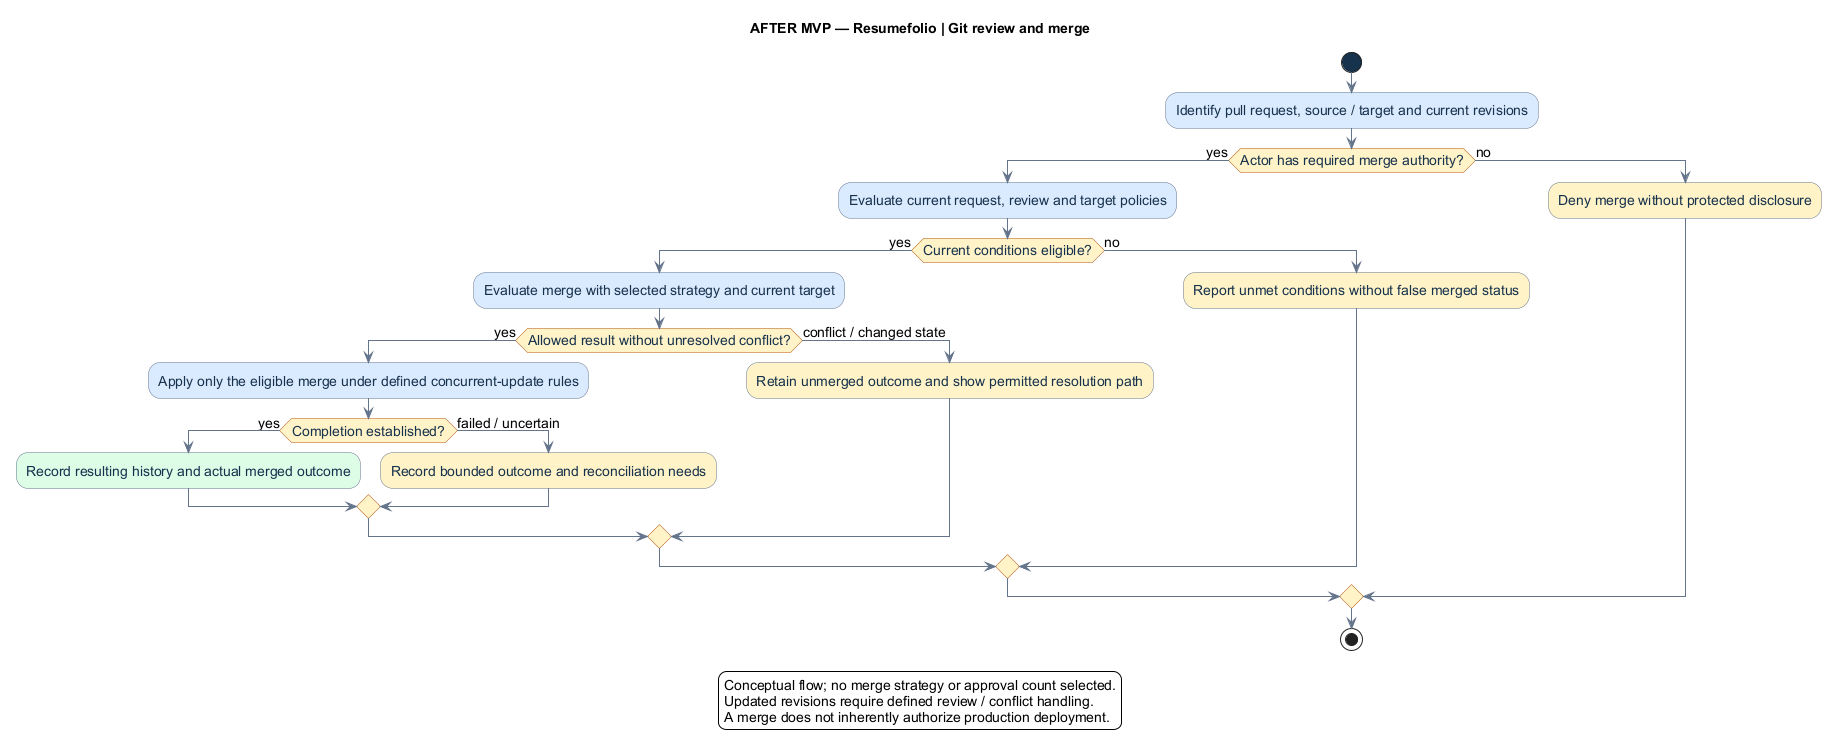 AFTER MVP — Resumefolio | Git review and merge
Identify pull request, source / target and current revisions
yes
Actor has required merge authority?
no
Evaluate current request, review and target policies
Deny merge without protected disclosure
yes
Current conditions eligible?
no
Evaluate merge with selected strategy and current target
Report unmet conditions without false merged status
yes
Allowed result without unresolved conflict?
conflict / changed state
Apply only the eligible merge under defined concurrent-update rules
Retain unmerged outcome and show permitted resolution path
yes
Completion established?
failed / uncertain
Record resulting history and actual merged outcome
Record bounded outcome and reconciliation needs
Conceptual flow; no merge strategy or approval count selected.
Updated revisions require defined review / conflict handling.
A merge does not inherently authorize production deployment.